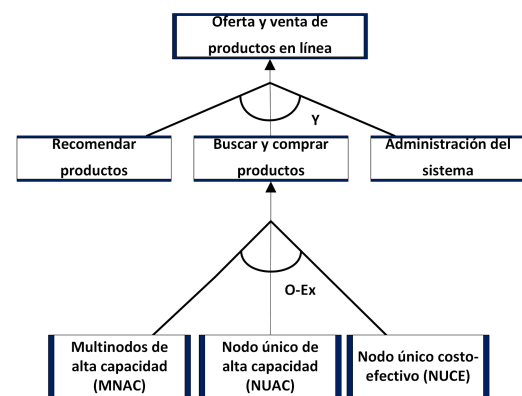 Oferta y venta de
productos en línea
Y
Recomendar
productos
Buscar y comprar
productos
Administración del
sistema
O-Ex
Multinodos de
alta capacidad
(MNAC)
Nodo único de
alta capacidad
(NUAC)
Nodo único costo-
efectivo (NUCE)